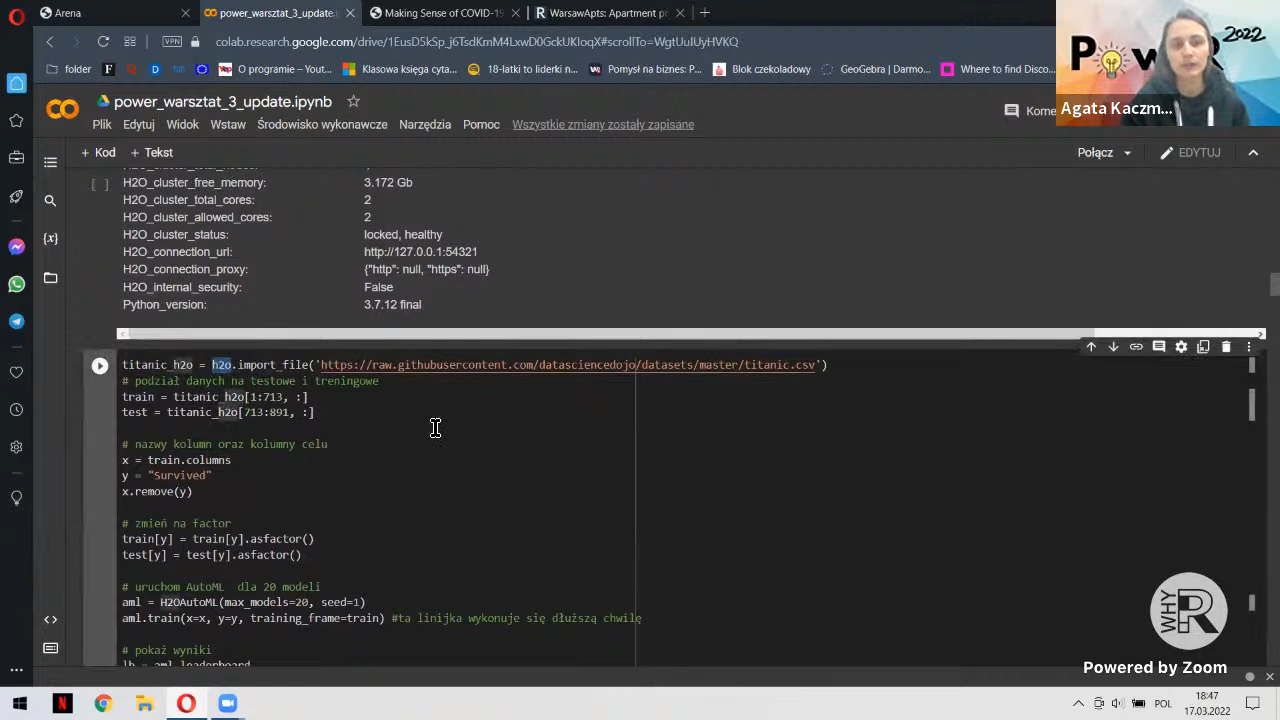 Arena
power_warsztat_3_update.i
Making Sense of COVID-19
WarsawApts: Apartment pr
VPN
colab.research.google.com/drive/1EusD5kSp_j6TsdKmM4LxwD0GckUKIoqX#scrollTo=WgtUuIUyHVKQ
folder
O programie – Yout...
Klasowa księga cyta...
18-latki to liderki n...
Pomysł na biznes: P...
Blok czekoladowy
GeoGebra (Darmo...
Where to find Disco...
2022
PoweR
Agata Kaczm...
power_warsztat_3_update.ipynb
Kome
Plik Edytuj Widok Wstaw Środowisko wykonawcze Narzędzia Pomoc Wszystkie zmiany zostały zapisane
+ Kod + Tekst
Połącz
EDYTUJ
H2O_cluster_free_memory: 3.172 Gb
H2O_cluster_total_cores: 2
H2O_cluster_allowed_cores: 2
H2O_cluster_status: locked, healthy
H2O_connection_url: http://127.0.0.1:54321
H2O_connection_proxy: {"http": null, "https": null}
H2O_internal_security: False
Python_version: 3.7.12 final
titanic_h2o = h2o.import_file('https://raw.githubusercontent.com/datasciencedojo/datasets/master/titanic.csv')
# podział danych na testowe i treningowe
train = titanic_h2o[1:713, :]
test = titanic_h2o[713:891, :]
# nazwy kolumn oraz kolumny celu
x = train.columns
y = "Survived"
x.remove(y)
# zmień na factor
train[y] = train[y].asfactor()
test[y] = test[y].asfactor()
# uruchom AutoML dla 20 modeli
aml = H2OAutoML(max_models=20, seed=1)
aml.train(x=x, y=y, training_frame=train) #ta linijka wykonuje się dłuższą chwilę
# pokaż wyniki
lb = aml.leaderboard
WHY R
Powered by Zoom
POL
18:47
17.03.2022